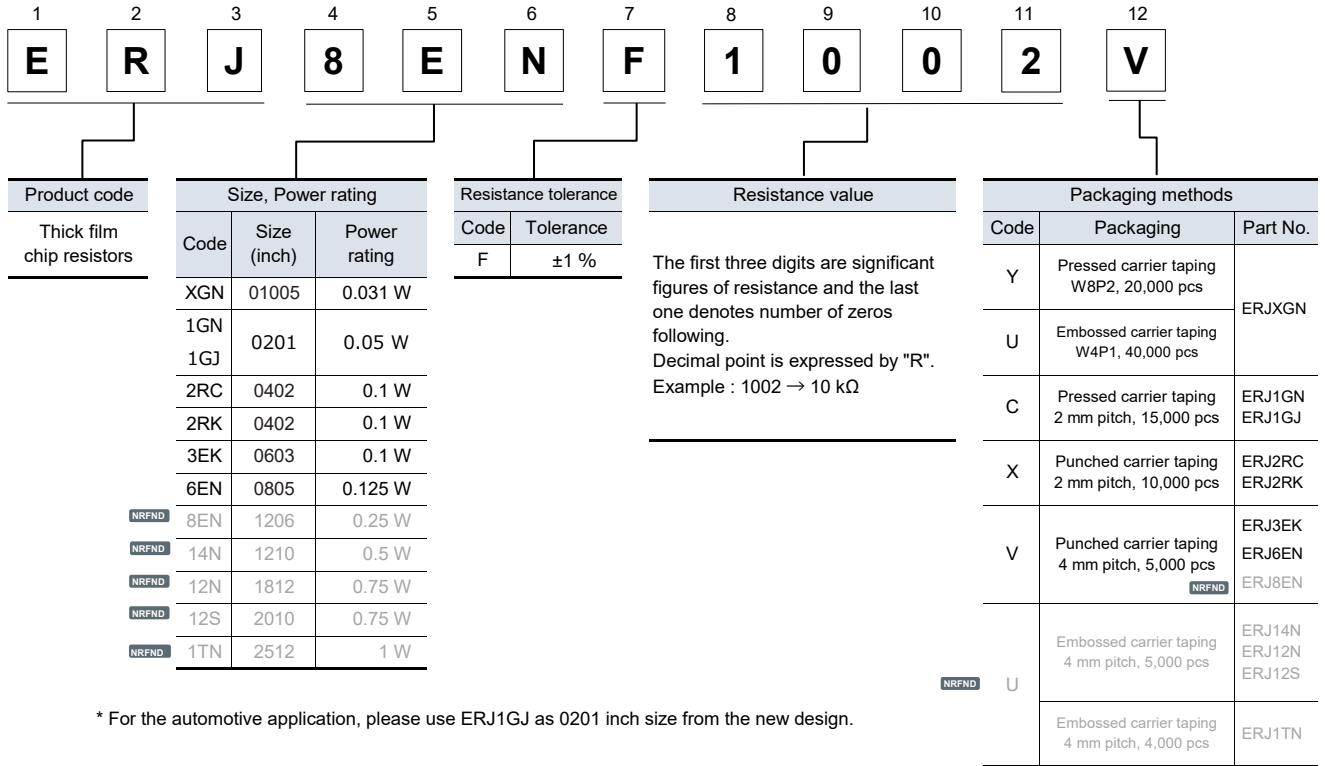 1 2 3 4 5 6 7 8 9 10 11 12
E R J 8 E N F 1 0 0 2 V
Product code
Thick film
chip resistors
Size, Power rating
Code Size (inch) Power rating
XGN 01005 0.031 W
1GN
1GJ
0201 0.05 W
2RC 0402 0.1 W
2RK 0402 0.1 W
3EK 0603 0.1 W
6EN 0805 0.125 W
NRFND 8EN 1206 0.25 W
NRFND 14N 1210 0.5 W
NRFND 12N 1812 0.75 W
NRFND 12S 2010 0.75 W
NRFND 1TN 2512 1 W
Resistance tolerance
Code Tolerance
F ±1 %
Resistance value
The first three digits are significant
figures of resistance and the last
one denotes number of zeros
following.
Decimal point is expressed by "R".
Example : 1002 → 10 kΩ
Packaging methods
Code Packaging Part No.
Y Pressed carrier taping
W8P2, 20,000 pcs
ERJXGN
U Embossed carrier taping
W4P1, 40,000 pcs
C Pressed carrier taping
2 mm pitch, 15,000 pcs
ERJ1GN
ERJ1GJ
X Punched carrier taping
2 mm pitch, 10,000 pcs
ERJ2RC
ERJ2RK
V Punched carrier taping
4 mm pitch, 5,000 pcs
ERJ3EK
ERJ6EN
NRFND ERJ8EN
NRFND U
Embossed carrier taping
4 mm pitch, 5,000 pcs
ERJ14N
ERJ12N
ERJ12S
Embossed carrier taping
4 mm pitch, 4,000 pcs
ERJ1TN
* For the automotive application, please use ERJ1GJ as 0201 inch size from the new design.